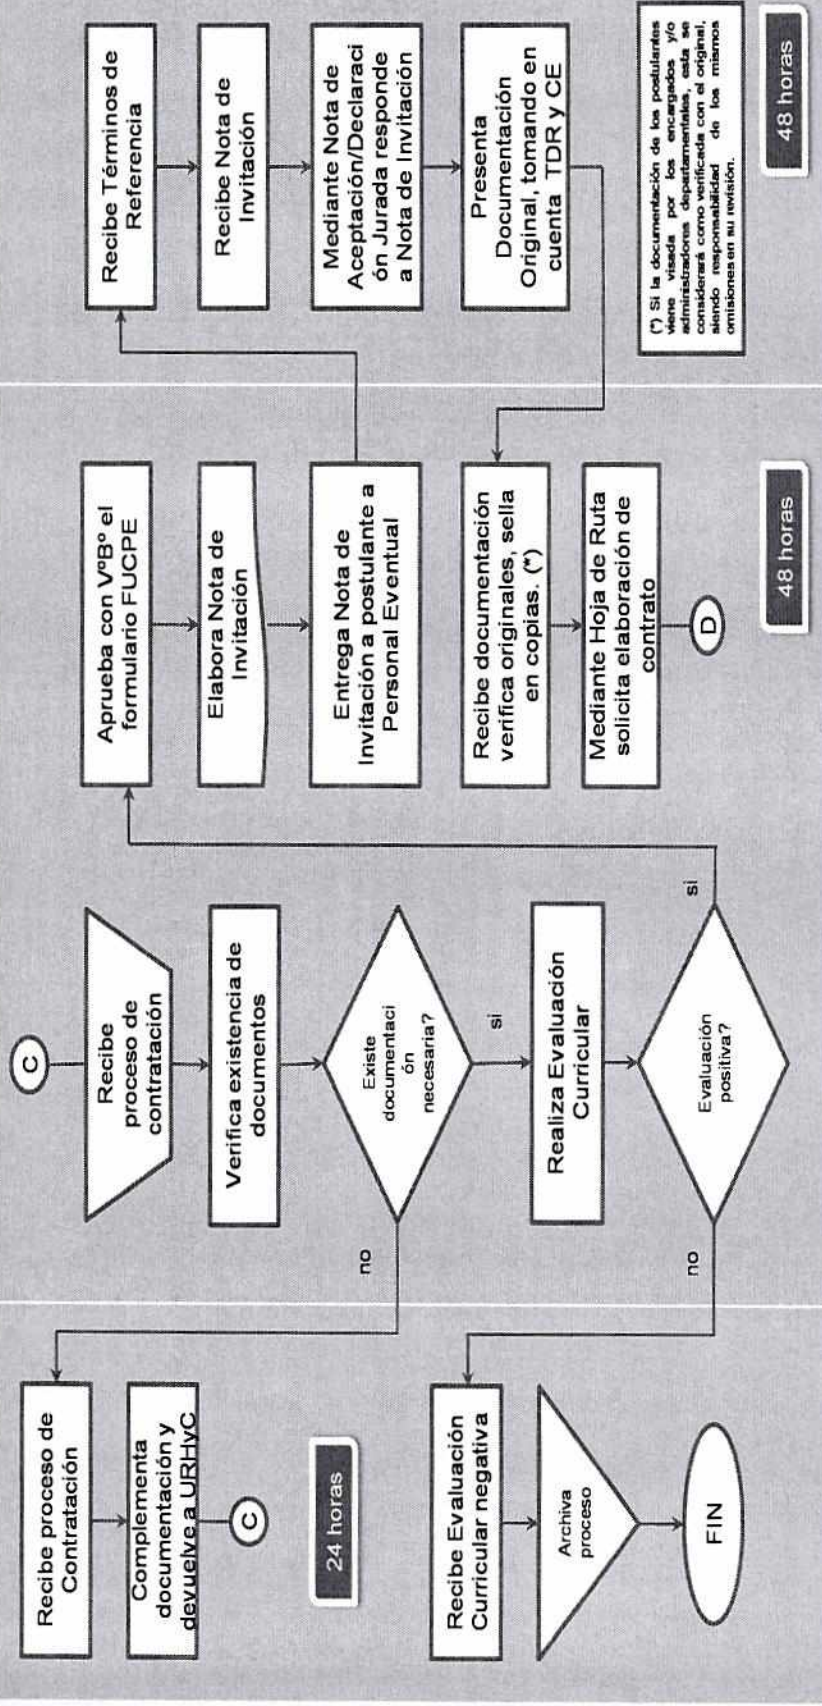 Recibe proceso de
Contratación
Complementa
documentación y
devuelve a URHyC
C
24 horas
Recibe Evaluación
Curricular negativa
Archiva
proceso
FIN
C
Recibe
proceso de
contratación
Verifica existencia de
documentos
Existe
documentaci
ón
necesaria?
no
si
Realiza Evaluación
Curricular
Evaluación
positiva?
no
si
Aprueba con VºBº el
formulario FUCPE
Elabora Nota de
Invitación
Entrega Nota de
Invitación a postulante a
Personal Eventual
Recibe documentación
verifica originales, sella
en copias. (*)
Mediante Hoja de Ruta
solicita elaboración de
contrato
D
48 horas
Recibe Términos de
Referencia
Recibe Nota de
Invitación
Mediante Nota de
Aceptación/Declaraci
ón Jurada responde
a Nota de Invitación
Presenta
Documentación
Original, tomando en
cuenta TDR y CE
(*) Si la documentación de los postulantes
viene visada por los encargados y/o
administradores departamentales, esta se
considerará como verificada con el original,
siendo responsabilidad de los mismos
omisiones en su revisión.
48 horas